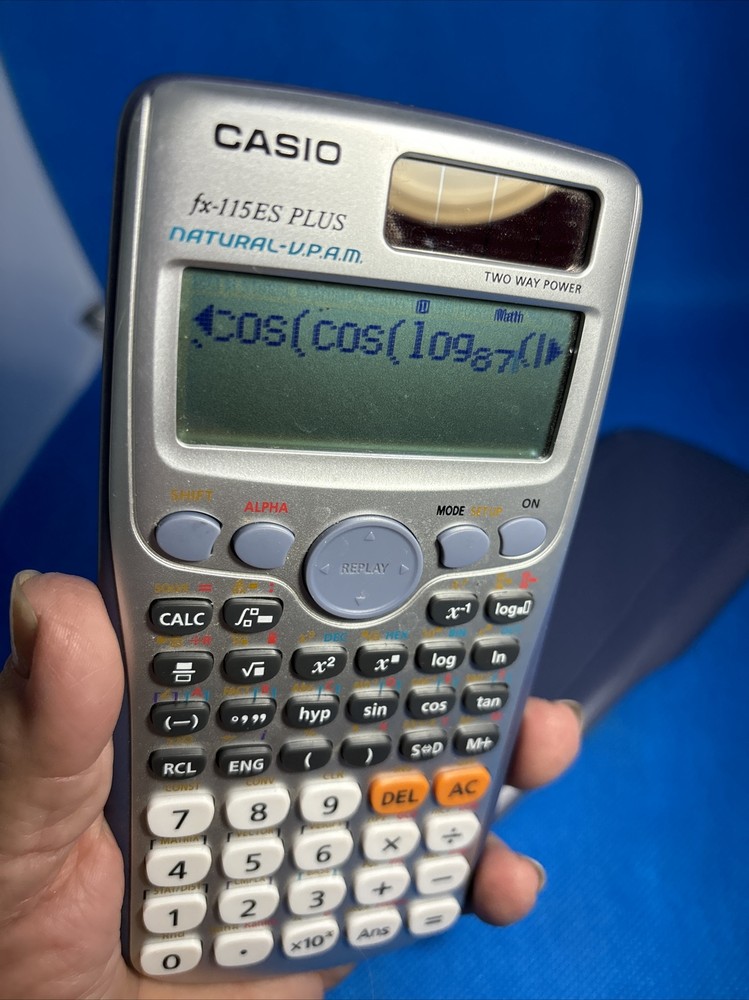 CASIO
fx-115ES PLUS
NATURAL-V.P.A.M.
TWO WAY POWER
D Math
cos(cos(log87(
SHIFT ALPHA MODE SETUP ON
REPLAY
CALC x-1 log
x² x log ln
(−) °,,, hyp sin cos tan
RCL ENG ( ) S⇔D M+
7 8 9 DEL AC
4 5 6 × ÷
1 2 3 + −
0 . ×10x Ans =